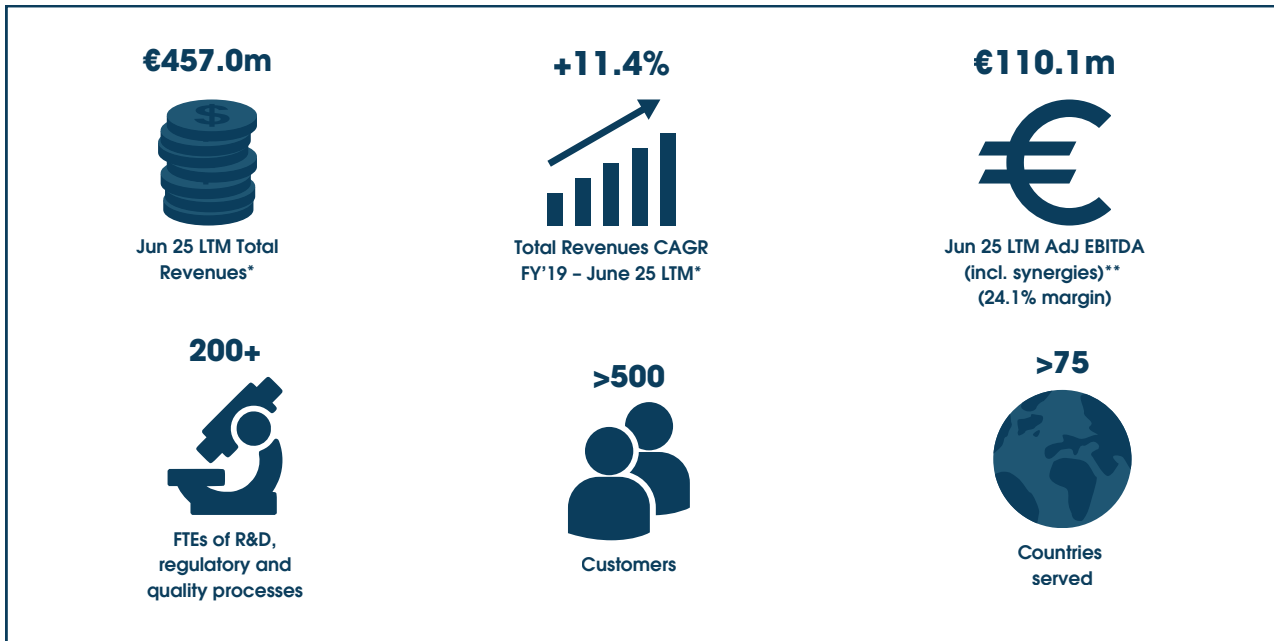 €457.0m
$
Jun 25 LTM Total
Revenues*
+11.4%
Total Revenues CAGR
FY'19 – June 25 LTM*
€110.1m
€
Jun 25 LTM AdJ EBITDA
(incl. synergies)**
(24.1% margin)
200+
FTEs of R&D,
regulatory and
quality processes
>500
Customers
>75
Countries
served